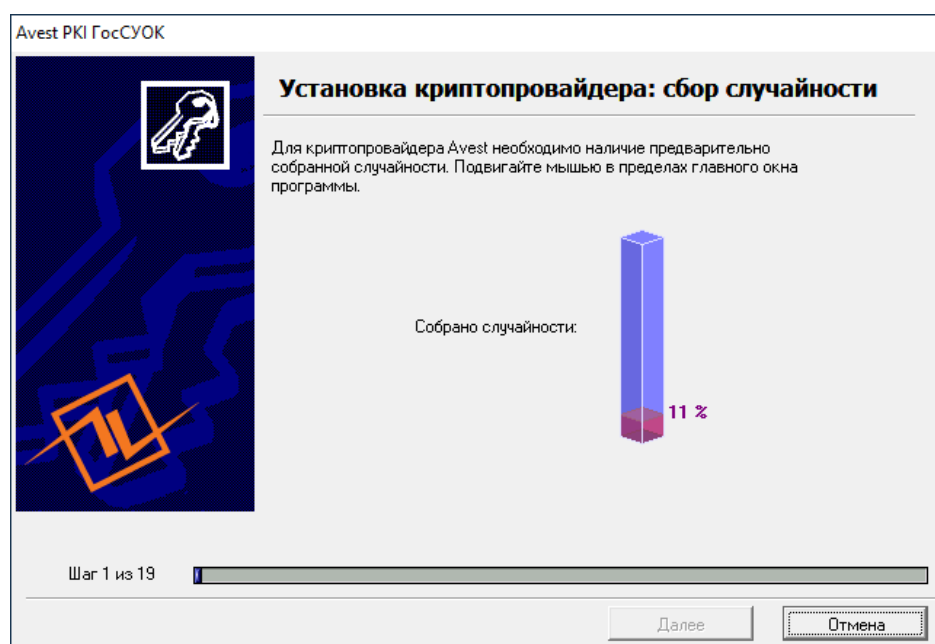 Avest PKI ГосСУОК
Установка криптопровайдера: сбор случайности
Для криптопровайдера Avest необходимо наличие предварительно
собранной случайности. Подвигайте мышью в пределах главного окна
программы.
Собрано случайности:
11 %
Шаг 1 из 19
Далее
Отмена